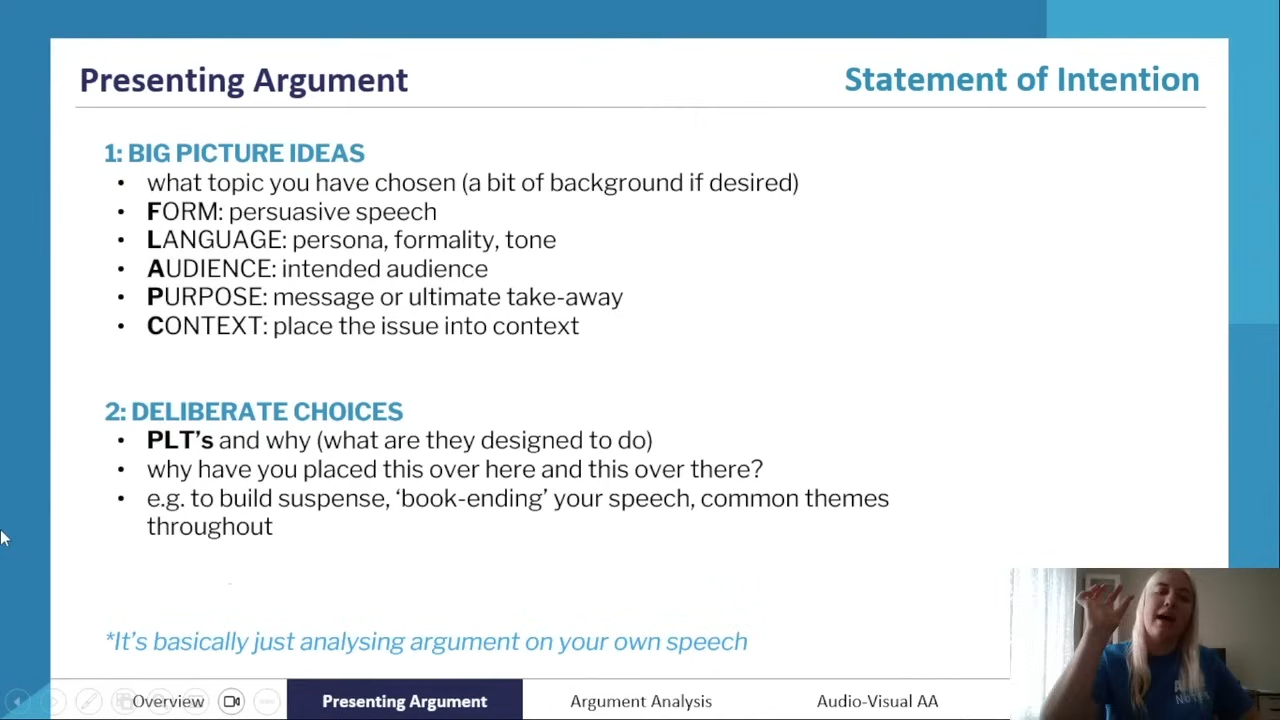 Presenting Argument
Statement of Intention
1: BIG PICTURE IDEAS
• what topic you have chosen (a bit of background if desired)
• FORM: persuasive speech
• LANGUAGE: persona, formality, tone
• AUDIENCE: intended audience
• PURPOSE: message or ultimate take-away
• CONTEXT: place the issue into context
2: DELIBERATE CHOICES
• PLT's and why (what are they designed to do)
• why have you placed this over here and this over there?
• e.g. to build suspense, ‘book-ending’ your speech, common themes
throughout
*It's basically just analysing argument on your own speech
Overview
Presenting Argument
Argument Analysis
Audio-Visual AA